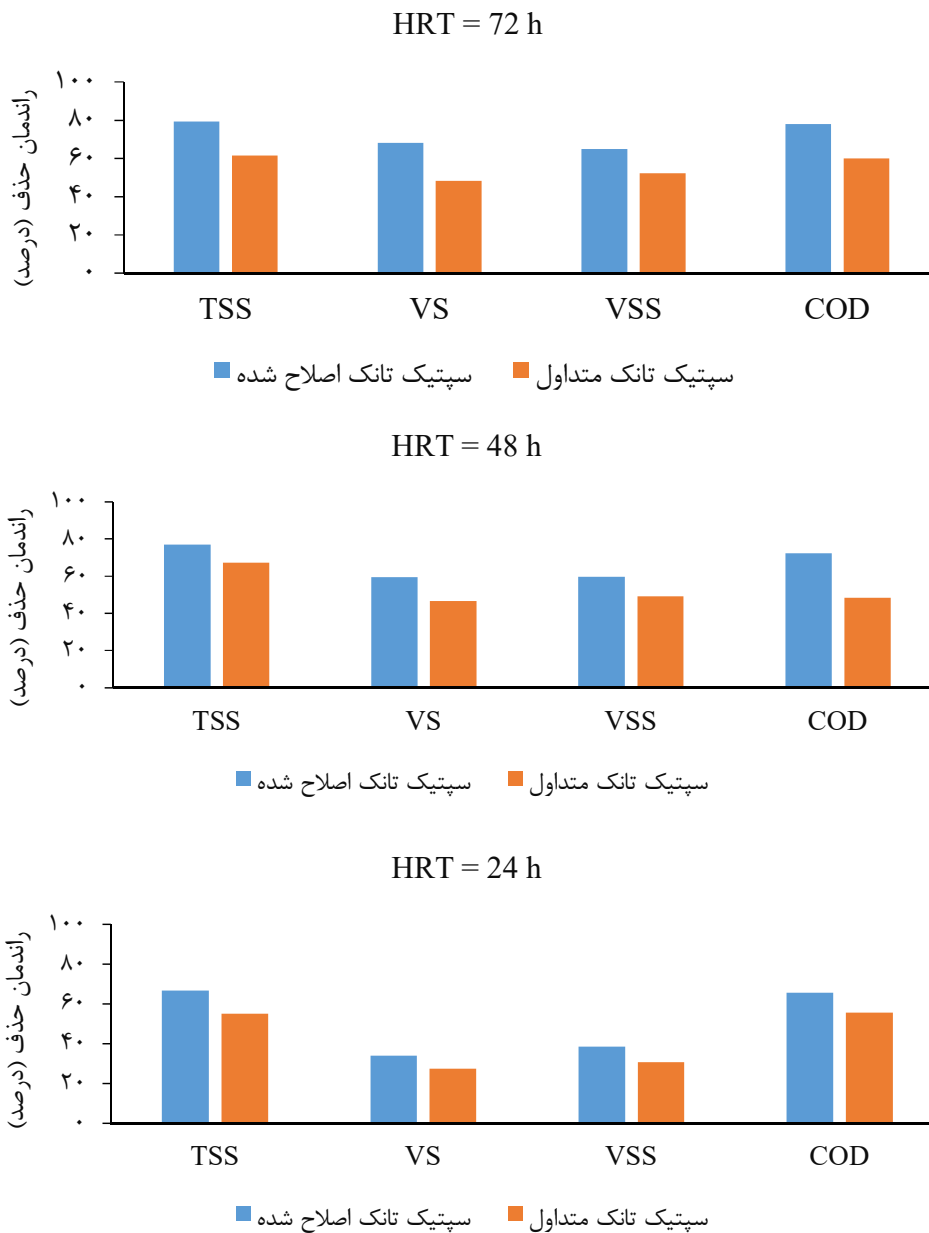 HRT = 72 h
راندمان حذف (درصد)
۱۰۰
۸۰
۶۰
۴۰
۲۰
۰
TSS VS VSS COD
سپتیک تانک اصلاح شده سپتیک تانک متداول
HRT = 48 h
راندمان حذف (درصد)
۱۰۰
۸۰
۶۰
۴۰
۲۰
۰
TSS VS VSS COD
سپتیک تانک اصلاح شده سپتیک تانک متداول
HRT = 24 h
راندمان حذف (درصد)
۱۰۰
۸۰
۶۰
۴۰
۲۰
۰
TSS VS VSS COD
سپتیک تانک اصلاح شده سپتیک تانک متداول